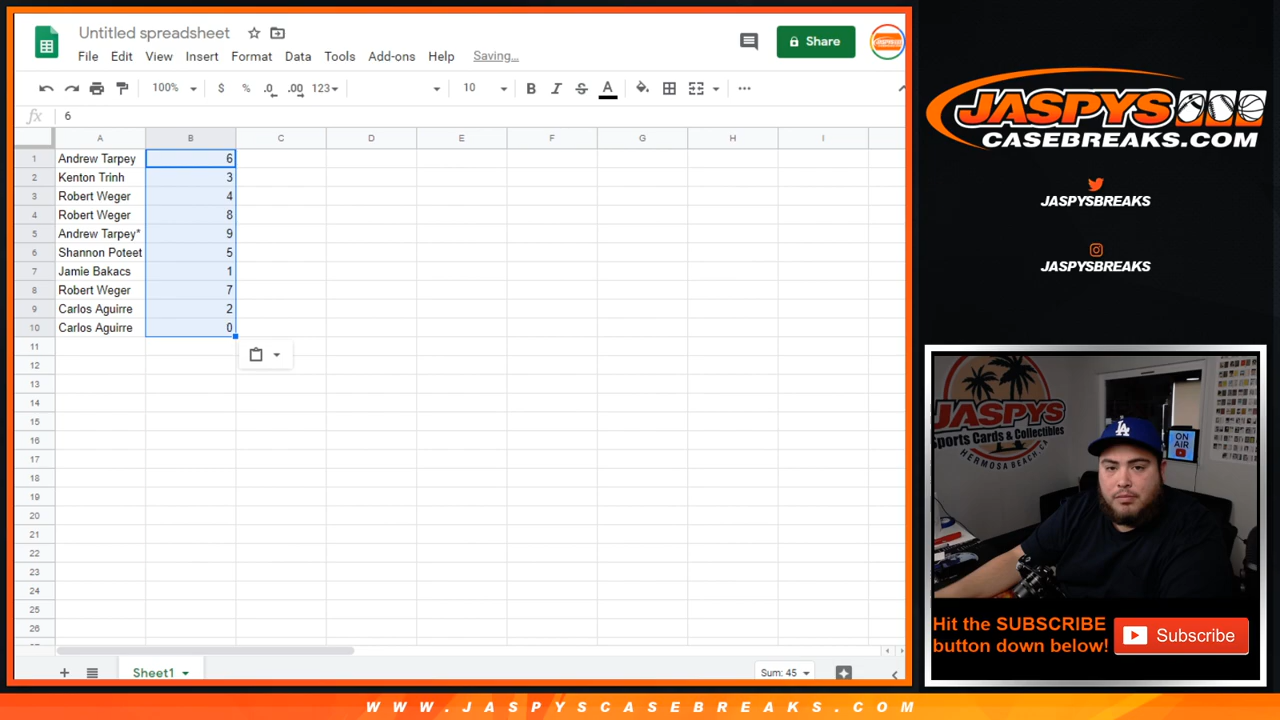 Untitled spreadsheet
File Edit View Insert Format Data Tools Add-ons Help Saving...
Share
100% $ % .0 .00 123 10 B I S A
fx 6
A B C D E F G H I
1 Andrew Tarpey 6
2 Kenton Trinh 3
3 Robert Weger 4
4 Robert Weger 8
5 Andrew Tarpey* 9
6 Shannon Poteet 5
7 Jamie Bakacs 1
8 Robert Weger 7
9 Carlos Aguirre 2
10 Carlos Aguirre 0
11
12
13
14
15
16
17
18
19
20
21
22
23
24
25
26
Sheet1
Sum: 45
JASPYS
CASEBREAKS.COM
JASPYSBREAKS
JASPYSBREAKS
JASPYS
Sports Cards & Collectibles
HERMOSA BEACH, CA
LA
ON
AIR
Hit the SUBSCRIBE
button down below!
Subscribe
WWW.JASPYSCASEBREAKS.COM